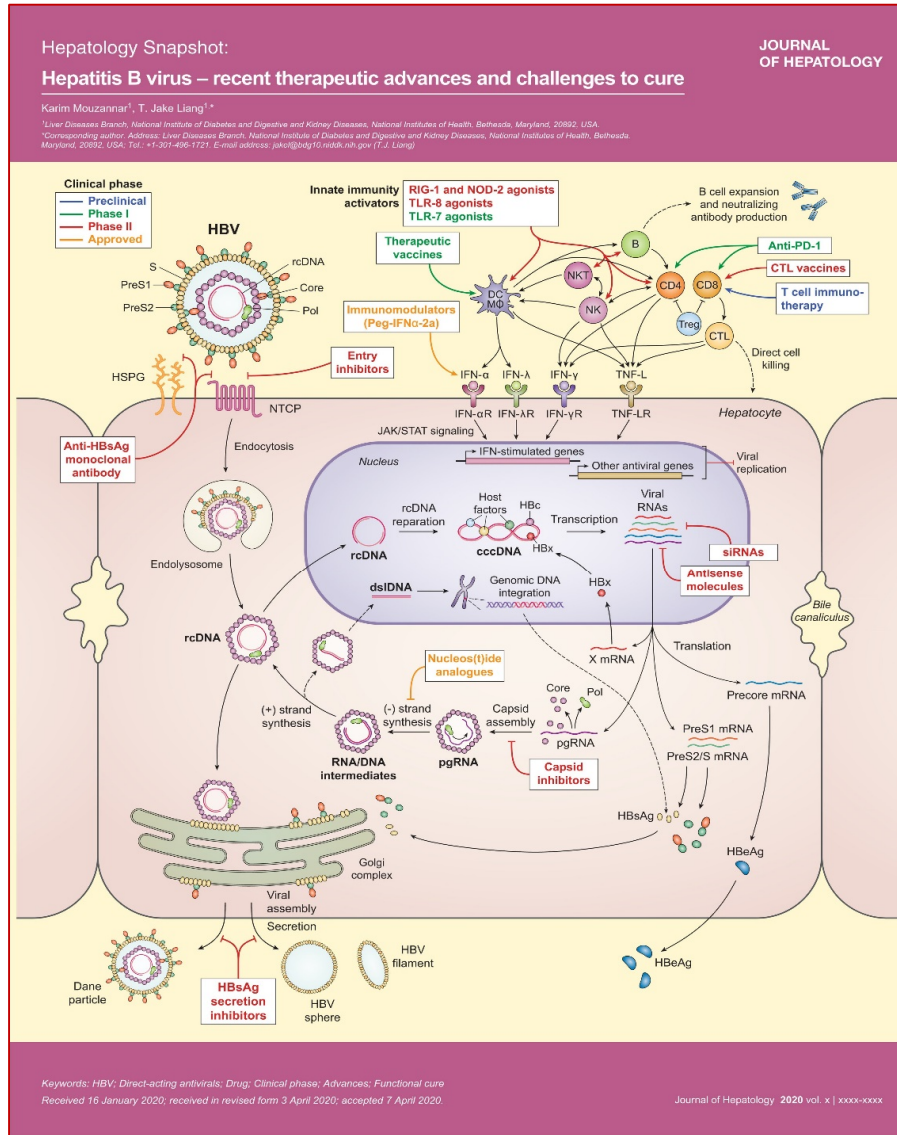 Hepatology Snapshot:
Hepatitis B virus – recent therapeutic advances and challenges to cure
JOURNAL
OF HEPATOLOGY
Karim Mouzannar¹, T. Jake Liang¹,*
¹Liver Diseases Branch, National Institute of Diabetes and Digestive and Kidney Diseases, National Institutes of Health, Bethesda, Maryland, 20892, USA.
*Corresponding author. Address: Liver Diseases Branch, National Institute of Diabetes and Digestive and Kidney Diseases, National Institutes of Health, Bethesda,
Maryland, 20892, USA; Tel.: +1-301-496-1721. E-mail address: jakel@bdg10.niddk.nih.gov (T.J. Liang)
Clinical phase
Preclinical
Phase I
Phase II
Approved
HBV
S
PreS1
PreS2
rcDNA
Core
Pol
Innate immunity
activators
RIG-1 and NOD-2 agonists
TLR-8 agonists
TLR-7 agonists
B cell expansion
and neutralizing
antibody production
Therapeutic
vaccines
Immunomodulators
(Peg-IFNα-2a)
DC
MΦ
NKT
NK
B
CD4
CD8
Treg
CTL
Anti-PD-1
CTL vaccines
T cell immuno-
therapy
Direct cell
killing
Entry
inhibitors
HSPG
NTCP
Anti-HBsAg
monoclonal
antibody
IFN-α
IFN-λ
IFN-γ
TNF-L
IFN-αR
IFN-λR
IFN-γR
TNF-LR
Hepatocyte
JAK/STAT signaling
Nucleus
IFN-stimulated genes
Other antiviral genes
Viral
replication
Endocytosis
Endolysosome
rcDNA
rcDNA
reparation
Host
factors
HBc
HBx
cccDNA
Transcription
Viral
RNAs
siRNAs
Antisense
molecules
dslDNA
Genomic DNA
integration
HBx
Bile
canaliculus
rcDNA
X mRNA
Translation
Precore mRNA
Nucleos(t)ide
analogues
(+) strand
synthesis
(-) strand
synthesis
Capsid
assembly
Core
Pol
pgRNA
RNA/DNA
intermediates
pgRNA
Capsid
inhibitors
PreS1 mRNA
PreS2/S mRNA
HBsAg
HBeAg
Golgi
complex
Viral
assembly
Secretion
Dane
particle
HBsAg
secretion
inhibitors
HBV
sphere
HBV
filament
HBeAg
Keywords: HBV; Direct-acting antivirals; Drug; Clinical phase; Advances; Functional cure
Received 16 January 2020; received in revised form 3 April 2020; accepted 7 April 2020.
Journal of Hepatology 2020 vol. x | xxxx-xxxx